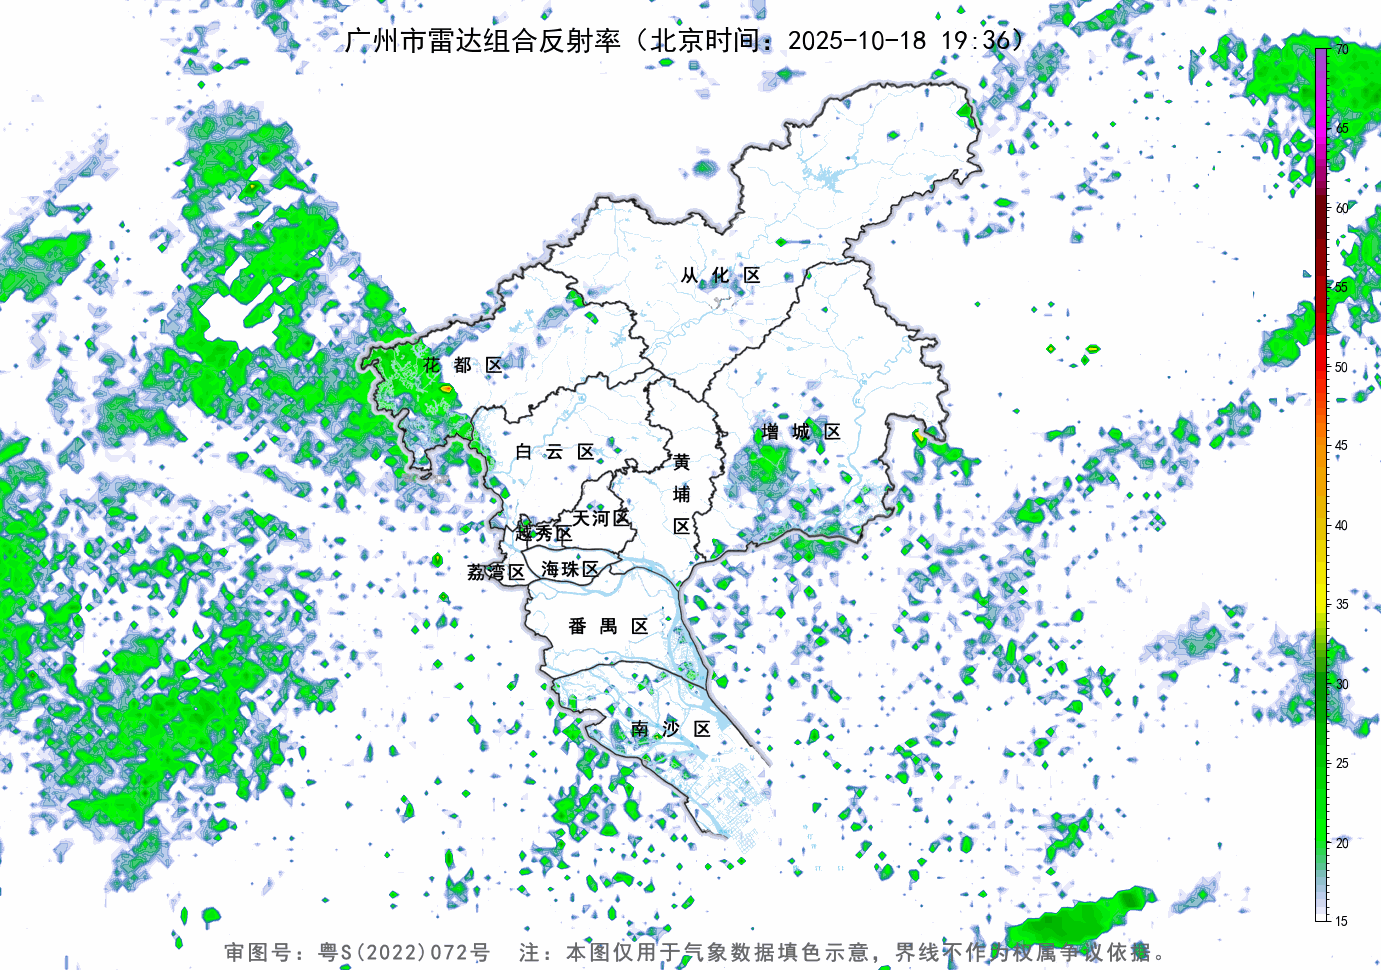 广州市雷达组合反射率（北京时间：2025-10-18 19:36）
70
65
60
55
50
45
40
35
30
25
20
15
从化区
花都区
增城区
白云区
黄埔区
天河区
越秀区
荔湾区
海珠区
番禺区
南沙区
审图号：粤S(2022)072号 注：本图仅用于气象数据填色示意，界线不作为权属争议依据。